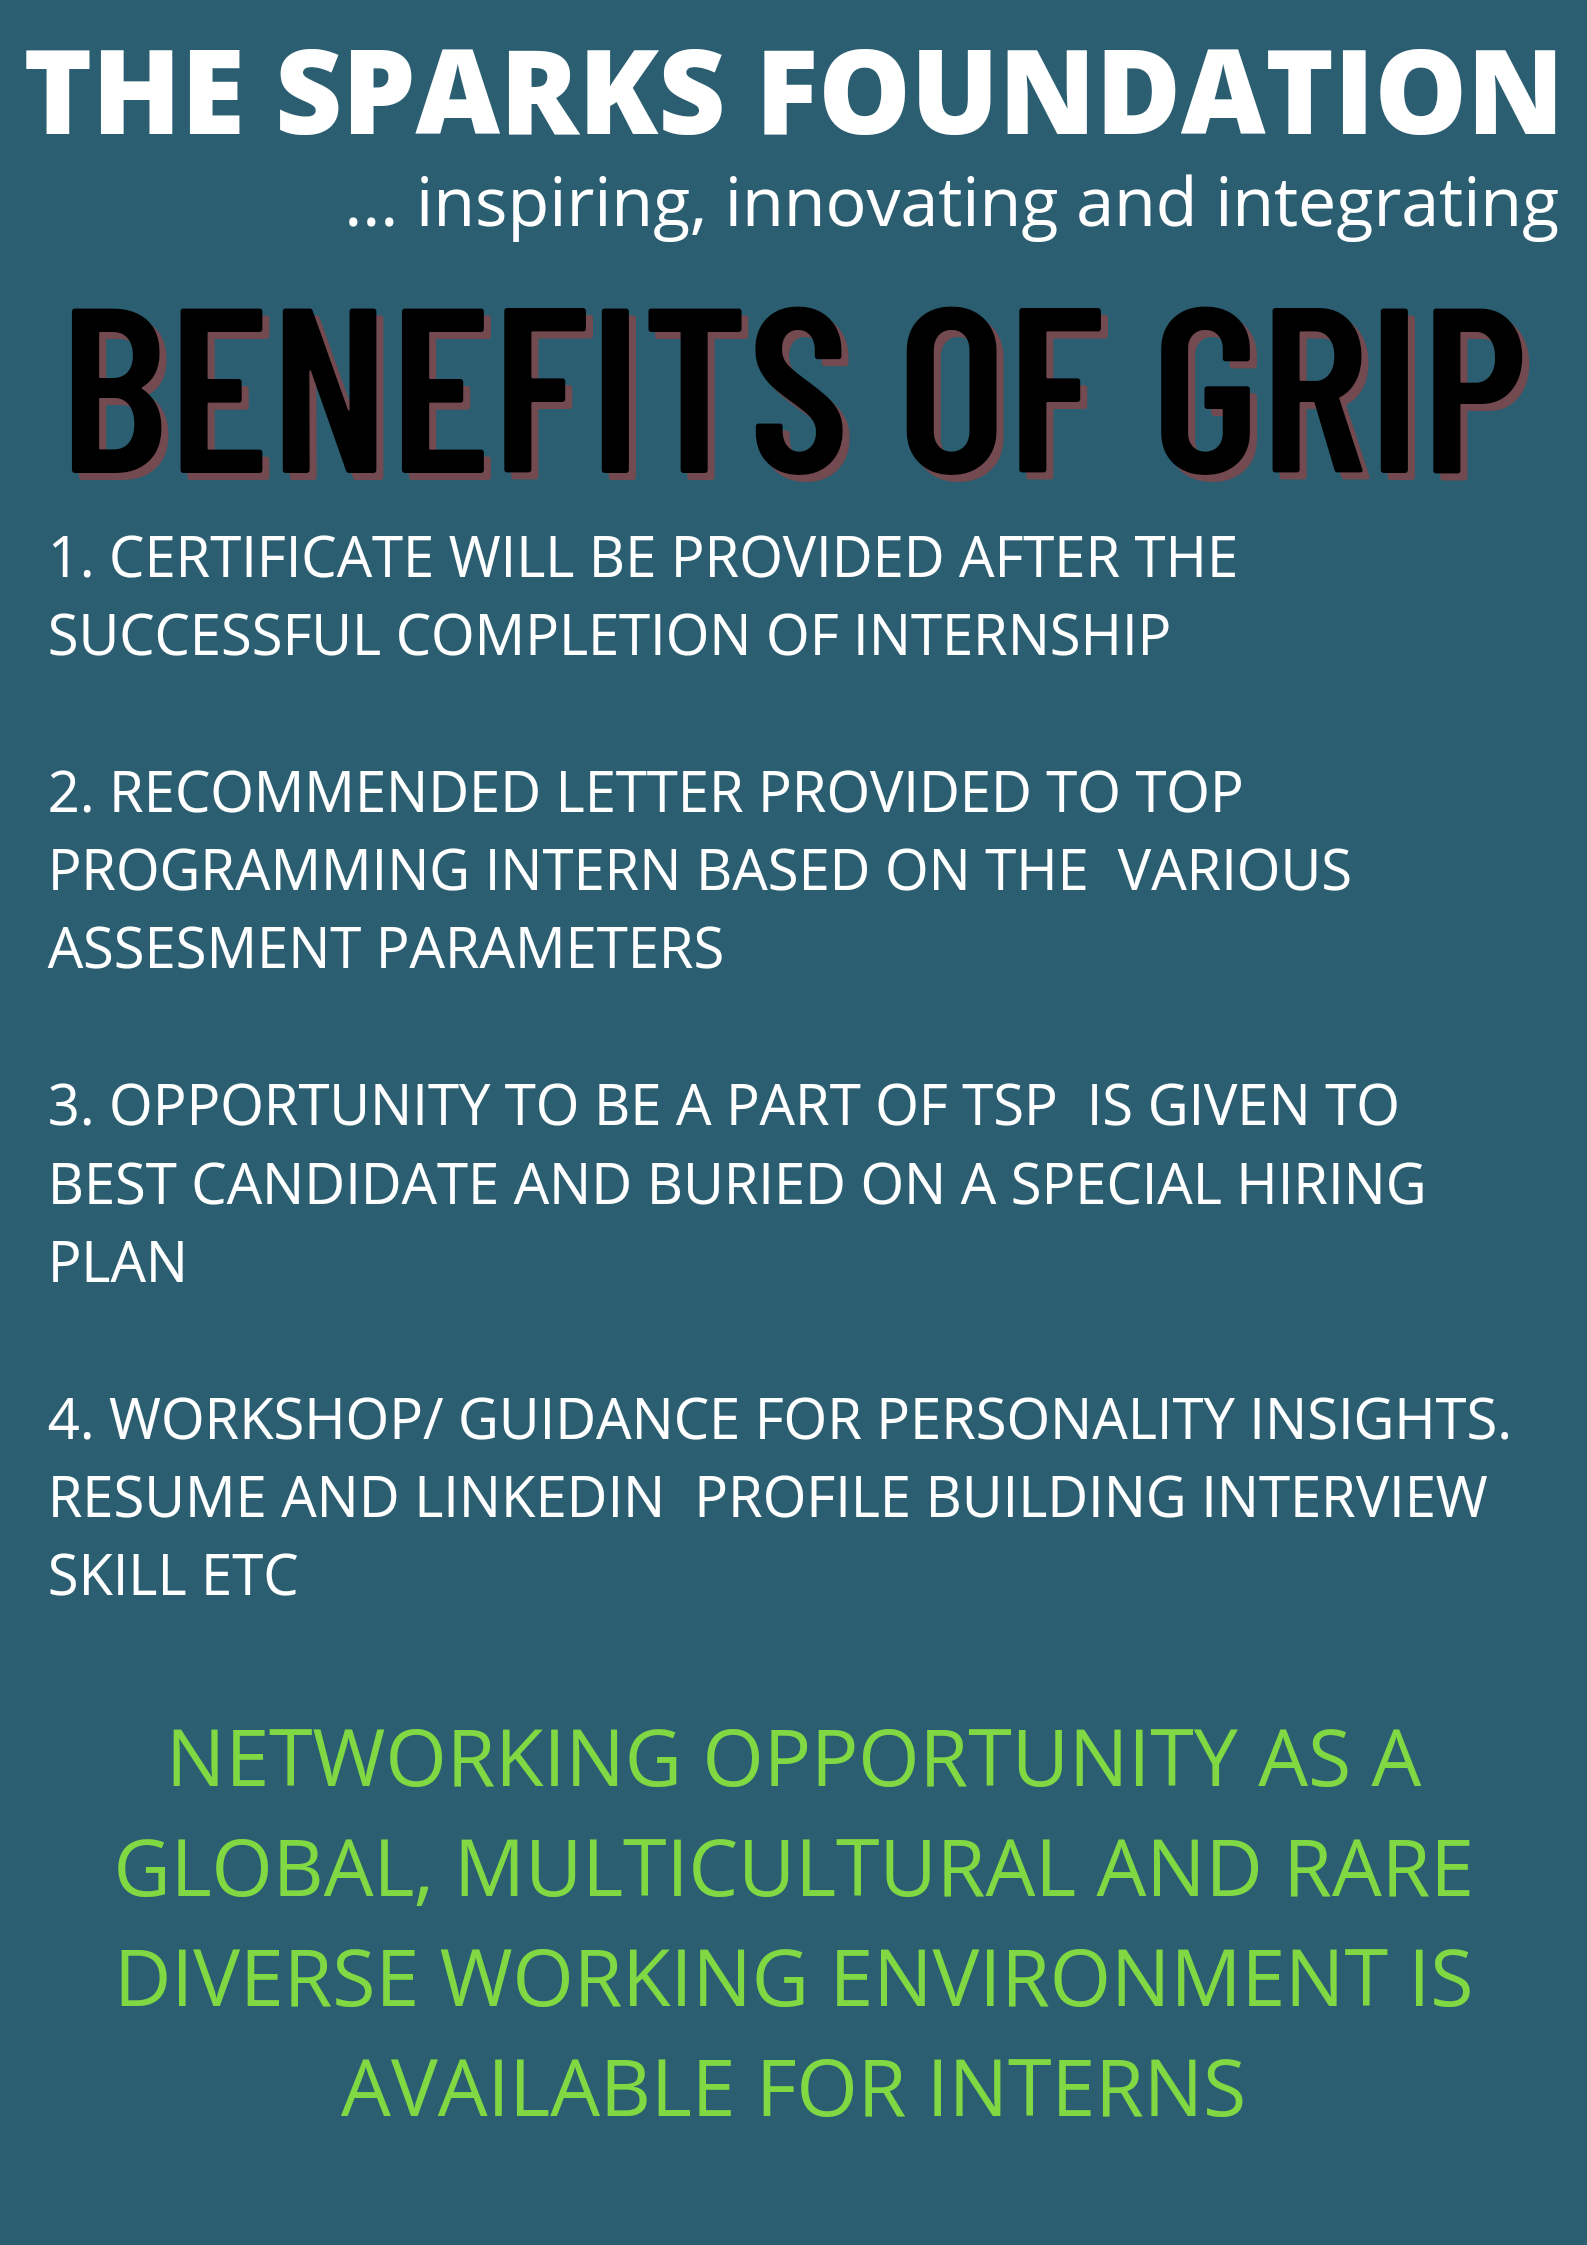 THE SPARKS FOUNDATION
... inspiring, innovating and integrating
BENEFITS OF GRIP
1. CERTIFICATE WILL BE PROVIDED AFTER THE
SUCCESSFUL COMPLETION OF INTERNSHIP
2. RECOMMENDED LETTER PROVIDED TO TOP
PROGRAMMING INTERN BASED ON THE  VARIOUS
ASSESMENT PARAMETERS
3. OPPORTUNITY TO BE A PART OF TSP  IS GIVEN TO
BEST CANDIDATE AND BURIED ON A SPECIAL HIRING
PLAN
4. WORKSHOP/ GUIDANCE FOR PERSONALITY INSIGHTS.
RESUME AND LINKEDIN  PROFILE BUILDING INTERVIEW
SKILL ETC
NETWORKING OPPORTUNITY AS A
GLOBAL, MULTICULTURAL AND RARE
DIVERSE WORKING ENVIRONMENT IS
AVAILABLE FOR INTERNS